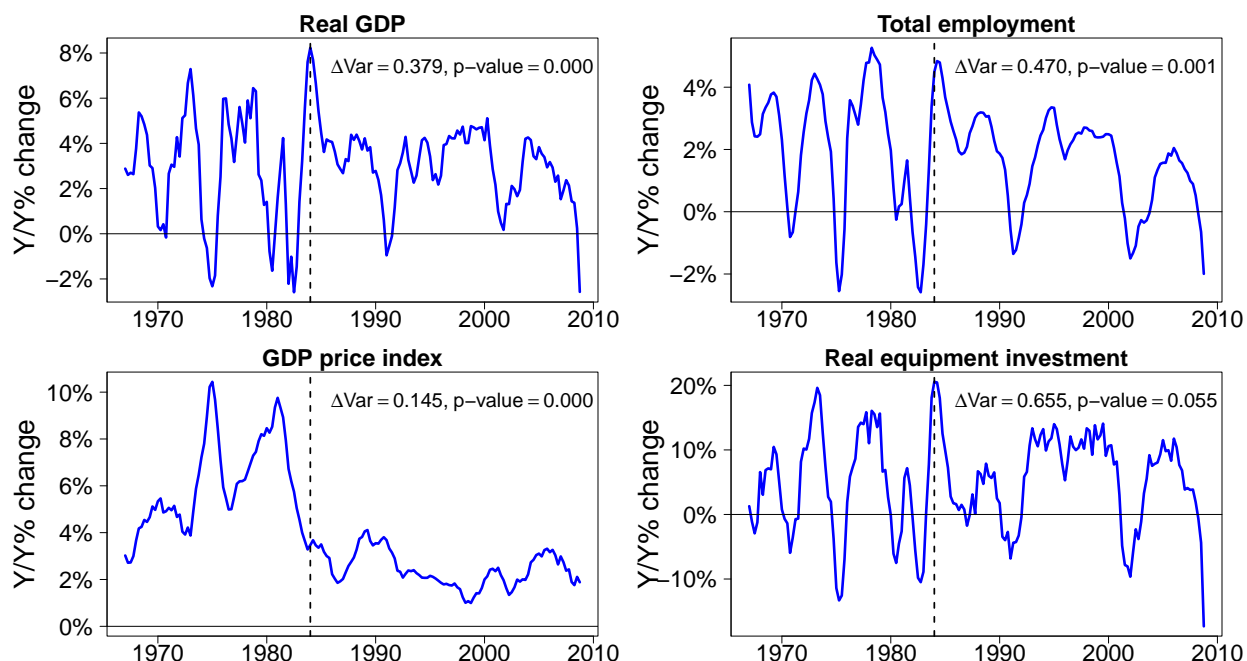 Real GDP
Y/Y% change
8%
6%
4%
2%
0%
−2%
ΔVar = 0.379, p−value = 0.000
1970 1980 1990 2000 2010
Total employment
Y/Y% change
4%
2%
0%
−2%
ΔVar = 0.470, p−value = 0.001
1970 1980 1990 2000 2010
GDP price index
Y/Y% change
10%
8%
6%
4%
2%
0%
ΔVar = 0.145, p−value = 0.000
1970 1980 1990 2000 2010
Real equipment investment
Y/Y% change
20%
10%
0%
−10%
ΔVar = 0.655, p−value = 0.055
1970 1980 1990 2000 2010